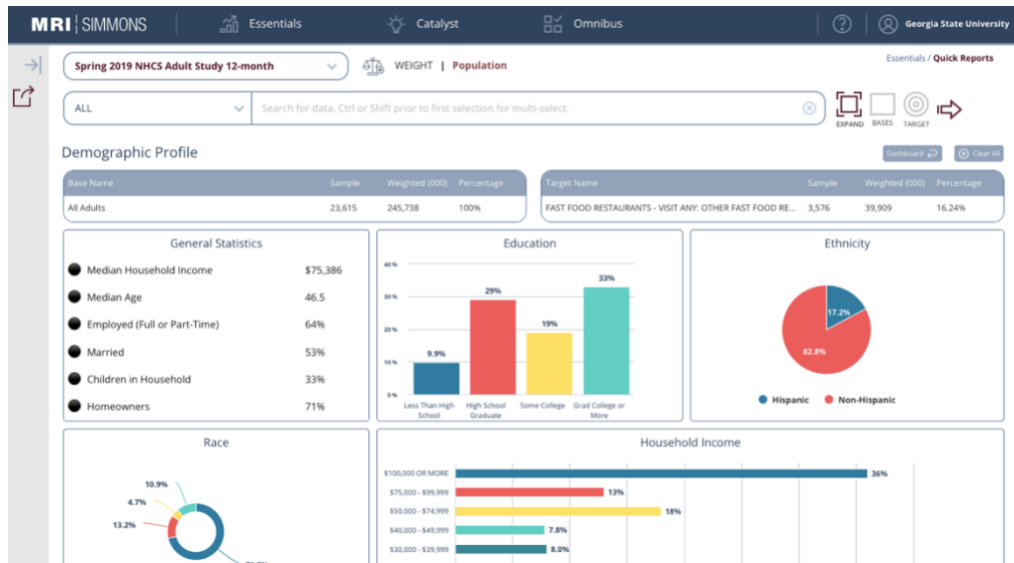 MRI SIMMONS Essentials Catalyst Omnibus Georgia State University
Spring 2019 NHCS Adult Study 12-month WEIGHT | Population Essentials / Quick Reports
ALL Search for data. Ctrl or Shift prior to first selection for multi-select.
EXPAND BASES TARGET
Demographic Profile Dashboard Clear All
Base Name Sample Weighted (000) Percentage Target Name Sample Weighted (000) Percentage
All Adults 23,615 245,738 100% FAST FOOD RESTAURANTS - VISIT ANY: OTHER FAST FOOD RE... 3,576 39,909 16.24%
General Statistics
Median Household Income $75,386
Median Age 46.5
Employed (Full or Part-Time) 64%
Married 53%
Children in Household 33%
Homeowners 71%
Education
40%
30%
20%
10%
0%
9.9% 29% 19% 33%
Less Than High School High School Graduate Some College Grad College or More
Ethnicity
17.2%
82.8%
Hispanic Non-Hispanic
Race
10.9%
4.7%
13.2%
Household Income
$100,000 OR MORE 36%
$75,000 - $99,999 13%
$50,000 - $74,999 18%
$40,000 - $49,999 7.8%
$30,000 - $39,999 8.0%